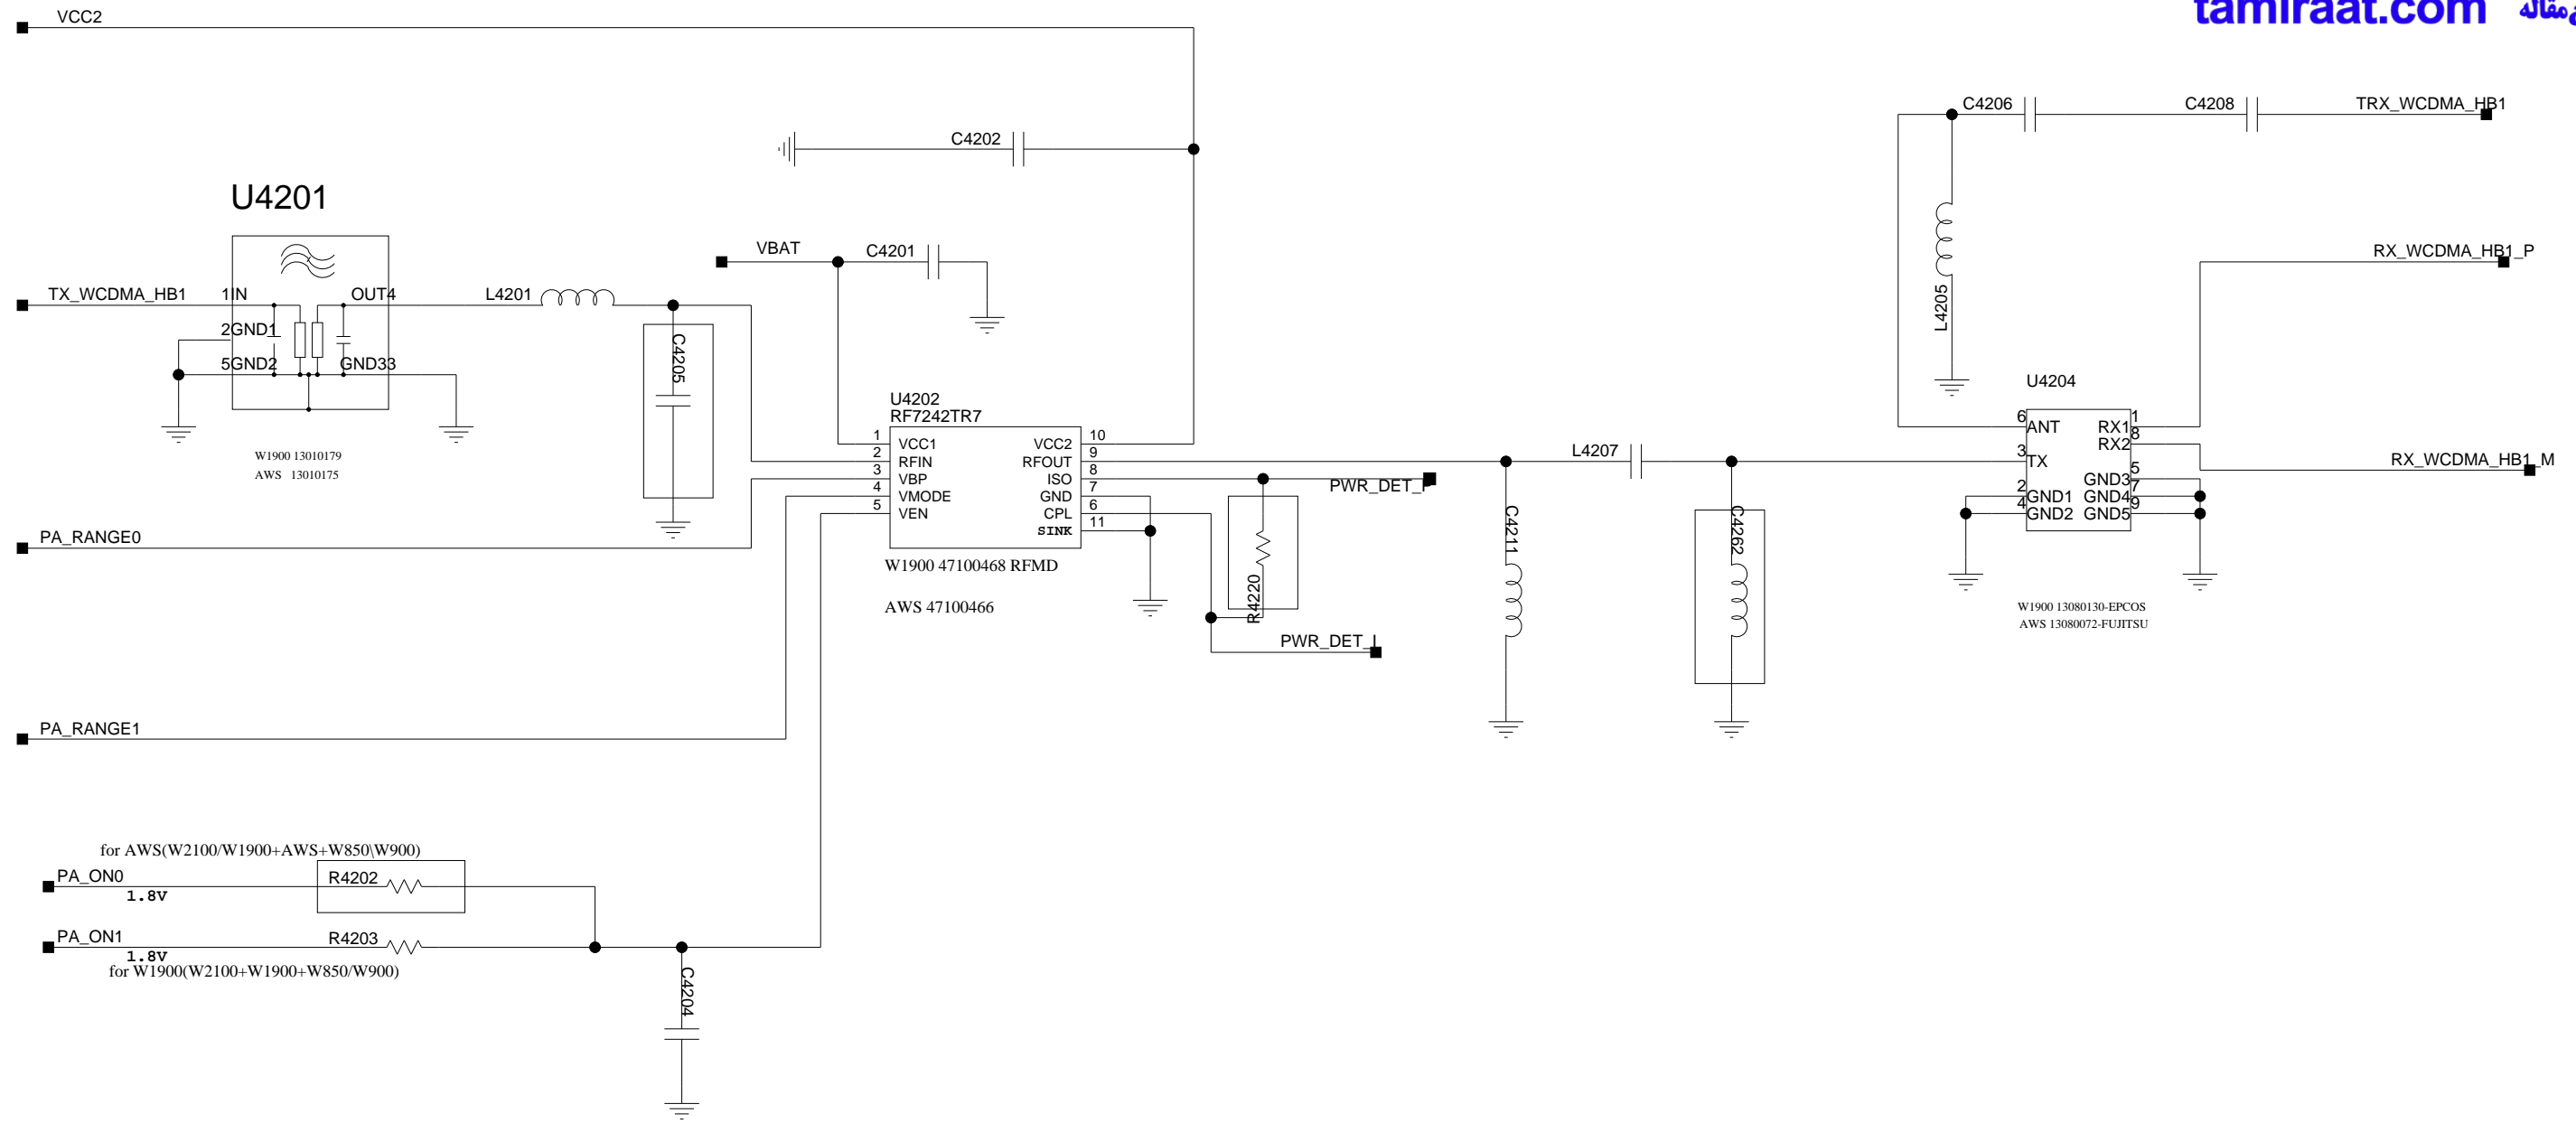 VCC2
tamiraat.com
C4206
C4208
TRX_WCDMA_HB1
C4202
U4201
VBAT
C4201
RX_WCDMA_HB1_P
TX_WCDMA_HB1
1IN
OUT4
L4201
L4205
2GND1
5GND2
GND33
C4205
W1900 13010179
AWS 13010175
U4202
RF7242TR7
1 VCC1
2 RFIN
3 VBP
4 VMODE
5 VEN
VCC2 10
RFOUT 9
ISO 8
GND 7
CPL 6
SINK 11
W1900 47100468 RFMD
AWS 47100466
PWR_DET_
R4220
PWR_DET_
L4207
C4211
C4262
U4204
6 ANT
3 TX
2 GND1
4 GND2
RX1 1
RX2 8
GND3 5
GND4 7
GND5 9
RX_WCDMA_HB1_M
W1900 13080130-EPCOS
AWS 13080072-FUJITSU
PA_RANGE0
PA_RANGE1
for AWS(W2100/W1900+AWS+W850\W900)
PA_ON0
1.8V
R4202
PA_ON1
1.8V
R4203
for W1900(W2100+W1900+W850/W900)
C4204